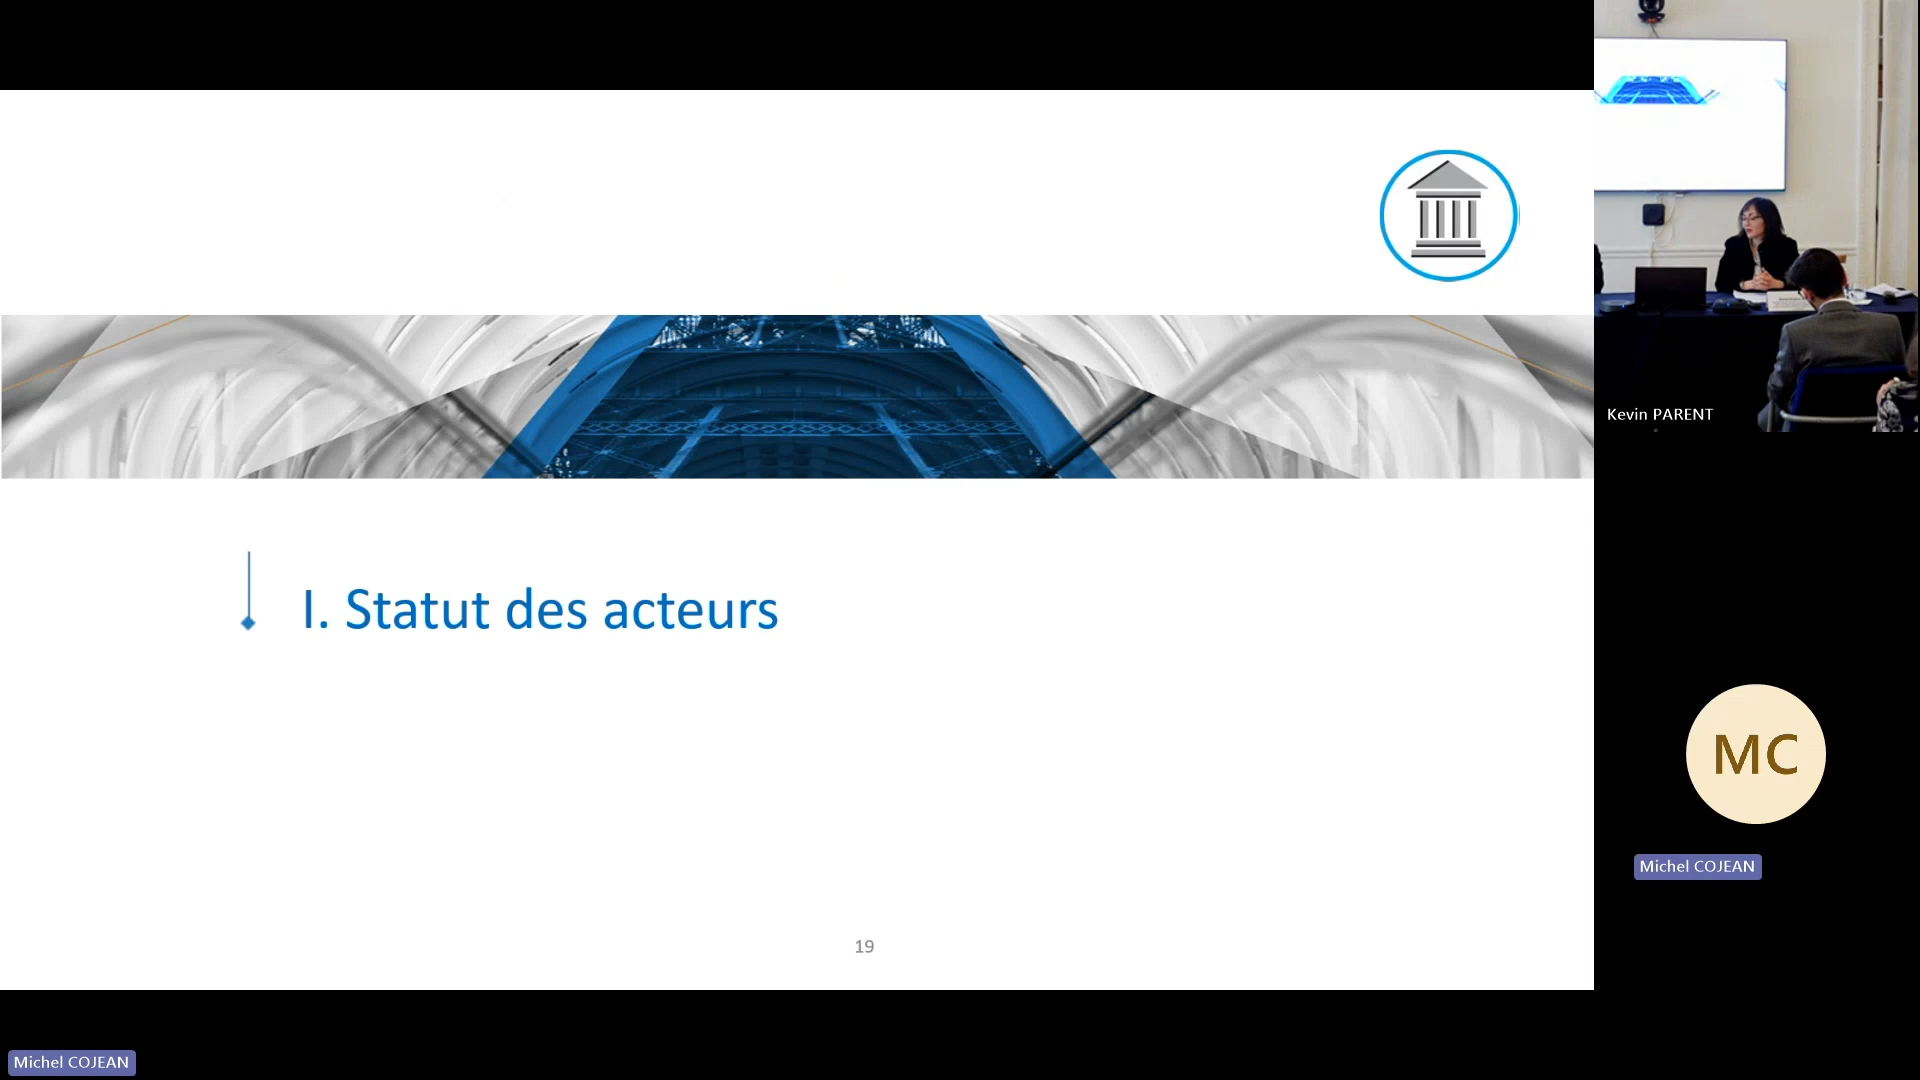 I. Statut des acteurs
19
Kevin PARENT
MC
Michel COJEAN
Michel COJEAN